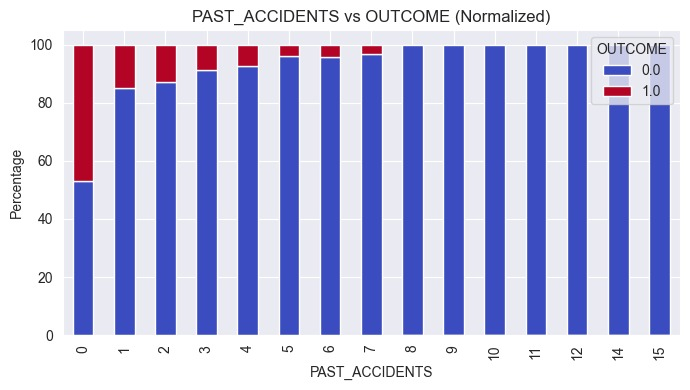 PAST_ACCIDENTS vs OUTCOME (Normalized)
OUTCOME
0.0
1.0
Percentage
100
80
60
40
20
0
0 1 2 3 4 5 6 7 8 9 10 11 12 14 15
PAST_ACCIDENTS